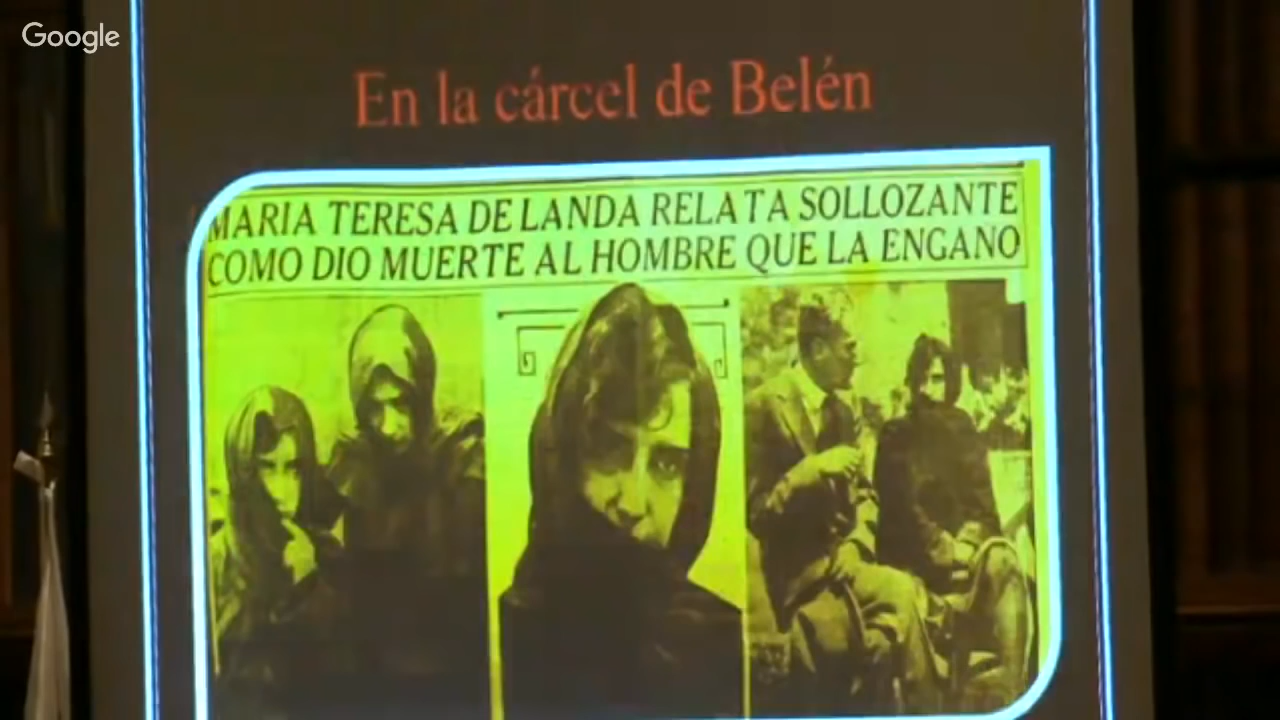 Google
En la cárcel de Belén
MARIA TERESA DE LANDA RELATA SOLLOZANTE
COMO DIO MUERTE AL HOMBRE QUE LA ENGANO